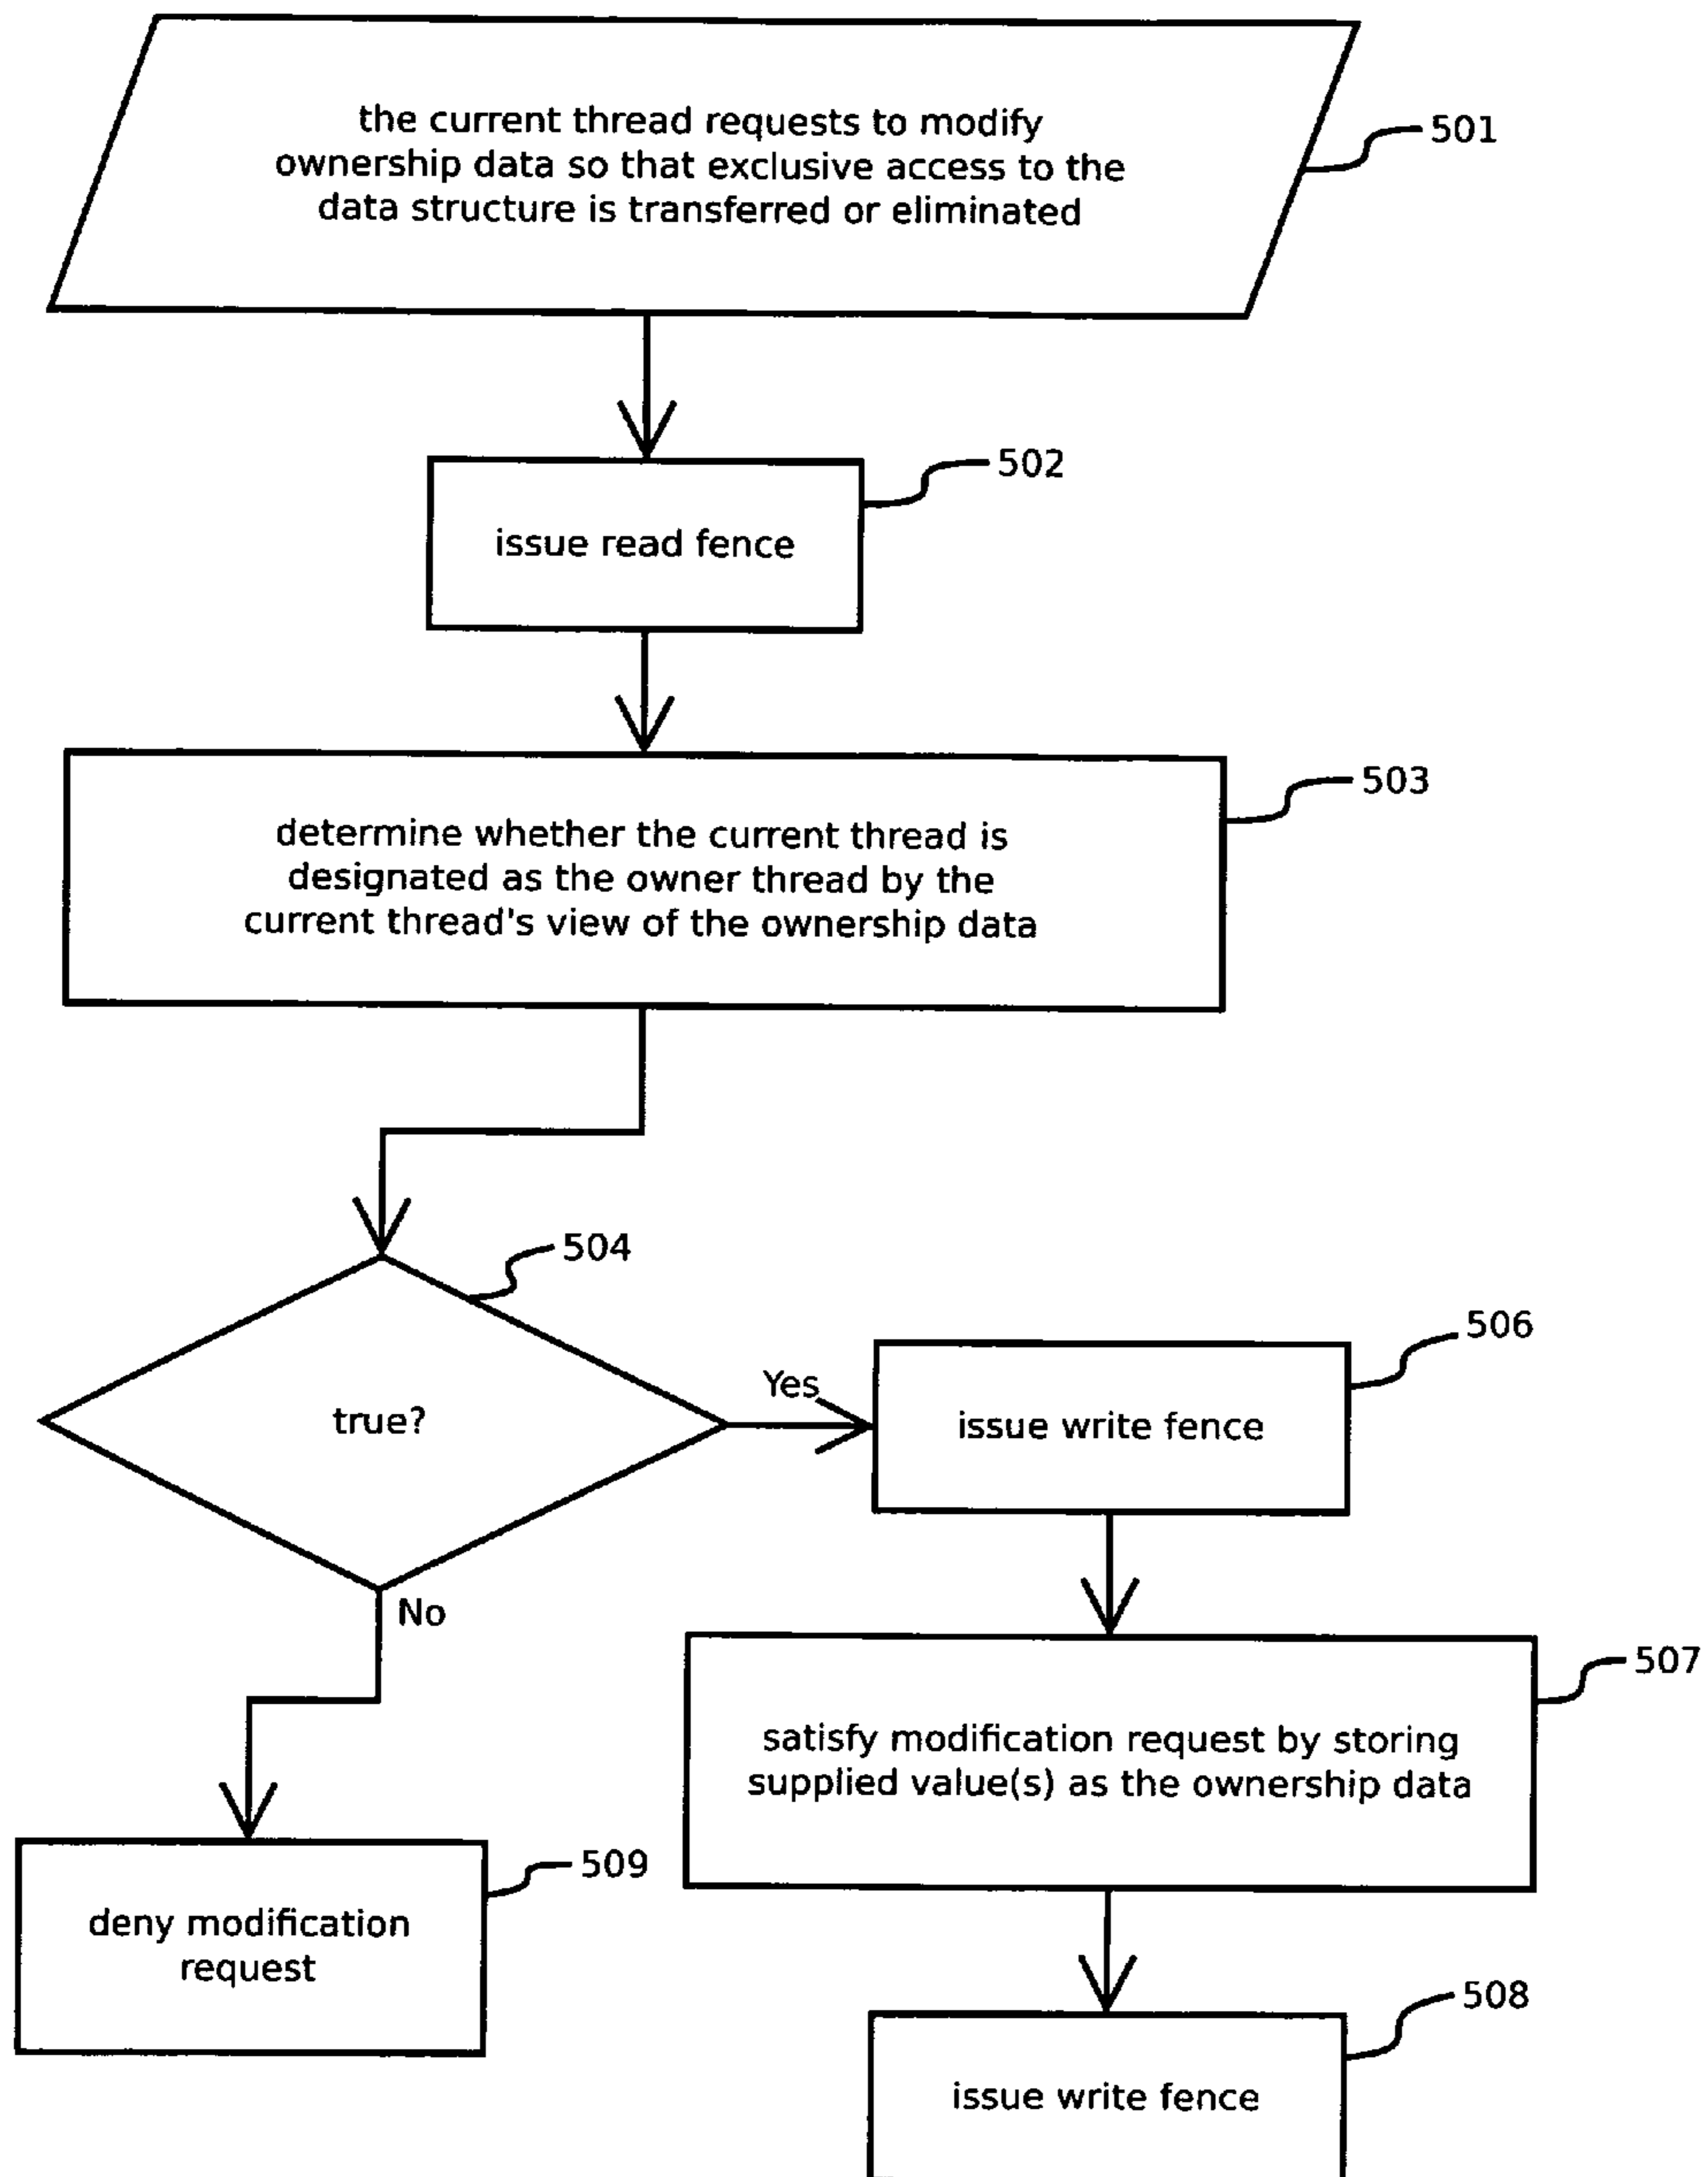 the current thread requests to modify
ownership data so that exclusive access to the
data structure is transferred or eliminated
501
issue read fence
502
determine whether the current thread is
designated as the owner thread by the
current thread's view of the ownership data
503
true?
504
Yes
No
issue write fence
506
satisfy modification request by storing
supplied value(s) as the ownership data
507
deny modification
request
509
issue write fence
508